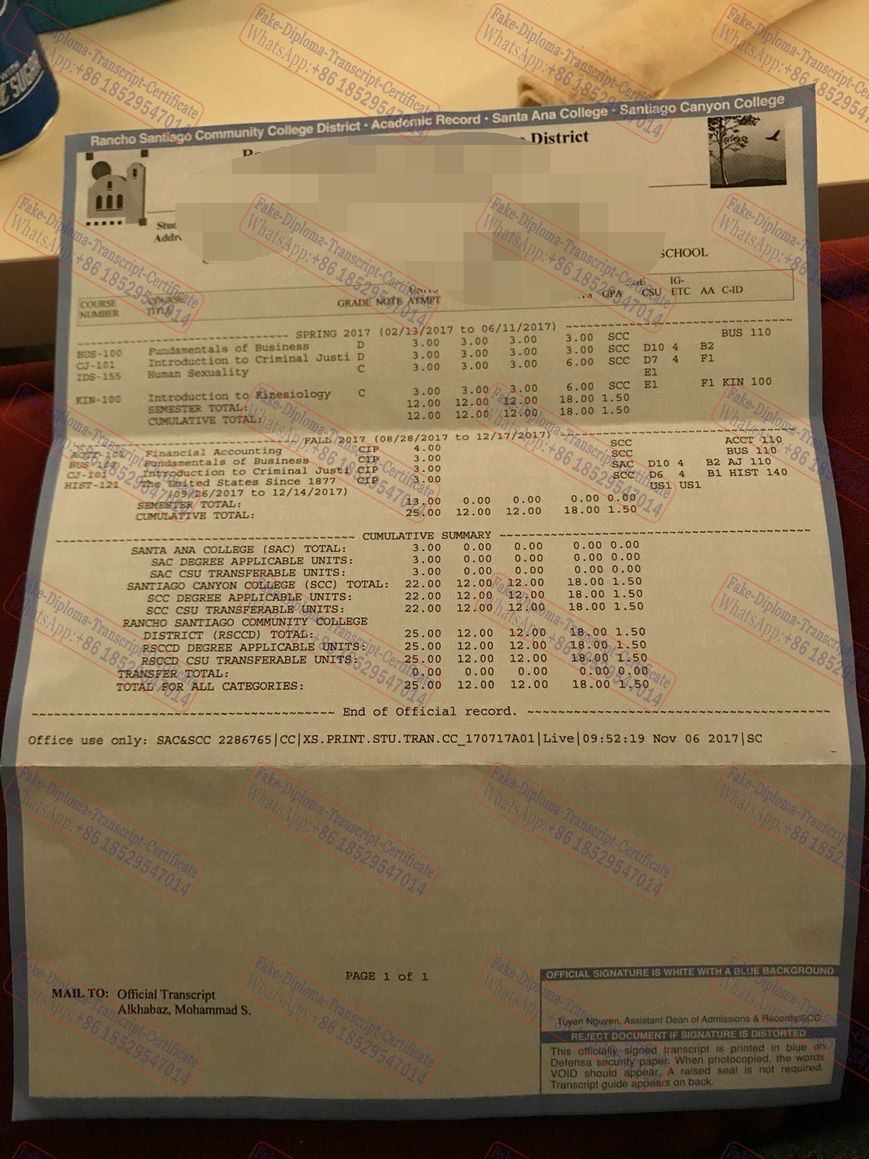 WITH
Rancho Santiago Community College District • Academic Record • Santa Ana College • Santiago Canyon College
District
SCHOOL
COURSE NUMBER COURSE TITLE GRADE NOTE UNITS ATMPT GPA CSU IG-ETC AA C-ID
SPRING 2017 (02/13/2017 to 06/11/2017)
BUS-100 Fundamentals of Business D 3.00 3.00 3.00 3.00 SCC BUS 110
CJ-101 Introduction to Criminal Justi D 3.00 3.00 3.00 3.00 SCC D10 4 B2
IDS-155 Human Sexuality C 3.00 3.00 3.00 6.00 SCC D7 4 F1
E1
KIN-100 Introduction to Kinesiology C 3.00 3.00 3.00 6.00 SCC E1 F1 KIN 100
SEMESTER TOTAL: 12.00 12.00 12.00 18.00 1.50
CUMULATIVE TOTAL: 12.00 12.00 12.00 18.00 1.50
FALL 2017 (08/28/2017 to 12/17/2017)
ACCT-101 Financial Accounting CIP 4.00 SCC ACCT 110
BUS-100 Fundamentals of Business CIP 3.00 SCC BUS 110
CJ-101 Introduction to Criminal Justi CIP 3.00 SAC D10 4 B2 AJ 110
HIST-121 The United States Since 1877 CIP 3.00 SCC D6 4 B1 HIST 140
(09/26/2017 to 12/14/2017) US1 US1
SEMESTER TOTAL: 13.00 0.00 0.00 0.00 0.00
CUMULATIVE TOTAL: 25.00 12.00 12.00 18.00 1.50
CUMULATIVE SUMMARY
SANTA ANA COLLEGE (SAC) TOTAL: 3.00 0.00 0.00 0.00 0.00
SAC DEGREE APPLICABLE UNITS: 3.00 0.00 0.00 0.00 0.00
SAC CSU TRANSFERABLE UNITS: 3.00 0.00 0.00 0.00 0.00
SANTIAGO CANYON COLLEGE (SCC) TOTAL: 22.00 12.00 12.00 18.00 1.50
SCC DEGREE APPLICABLE UNITS: 22.00 12.00 12.00 18.00 1.50
SCC CSU TRANSFERABLE UNITS: 22.00 12.00 12.00 18.00 1.50
RANCHO SANTIAGO COMMUNITY COLLEGE
DISTRICT (RSCCD) TOTAL: 25.00 12.00 12.00 18.00 1.50
RSCCD DEGREE APPLICABLE UNITS: 25.00 12.00 12.00 18.00 1.50
RSCCD CSU TRANSFERABLE UNITS: 25.00 12.00 12.00 18.00 1.50
TRANSFER TOTAL: 0.00 0.00 0.00 0.00 0.00
TOTAL FOR ALL CATEGORIES: 25.00 12.00 12.00 18.00 1.50
End of Official record.
Office use only: SAC&SCC 2286765|CC|XS.PRINT.STU.TRAN.CC_170717A01|Live|09:52:19 Nov 06 2017|SC
PAGE 1 of 1
MAIL TO: Official Transcript
Alkhabaz, Mohammad S.
OFFICIAL SIGNATURE IS WHITE WITH A BLUE BACKGROUND
Tuyen Nguyen, Assistant Dean of Admissions & Records/SCC
REJECT DOCUMENT IF SIGNATURE IS DISTORTED
This officially signed transcript is printed in blue on
Defensa security paper. When photocopied, the words
VOID should appear. A raised seal is not required.
Transcript guide appears on back.
Fake-Diploma-Transcript-Certificate
WhatsApp:+86 18529547014